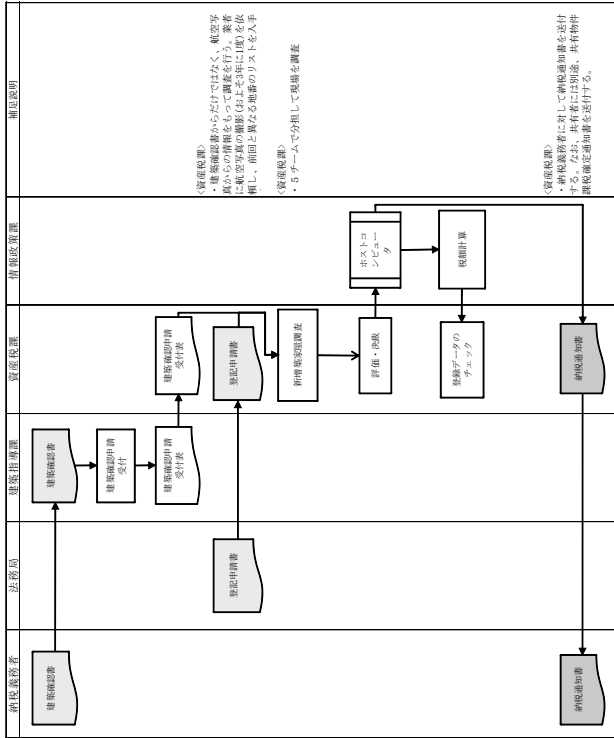 納税義務者
法務局
建築指導課
資産税課
情報政策課
補足説明
建築確認書
建築確認書
建築確認申請
受付
建築確認申請
受付表
建築確認申請
受付表
登記申請書
登記申請書
新増築家屋調査
評価・決裁
ホストコ
ンピュー
タ
税額計算
登録データの
チェック
納税通知書
納税通知書
<資産税課>
・建築確認書からだけではなく、航空写
真からの情報をもって調査を行う。業者
に航空写真の撮影(およそ3年に1度)を依
頼し、前回と異なる地番のリストを入手
<資産税課>
・５チームで分担して現場を調査
<資産税課>
・納税義務者に対して納税通知書を送付
する。なお、共有者には別途、共有物件
課税確定通知書を送付する。